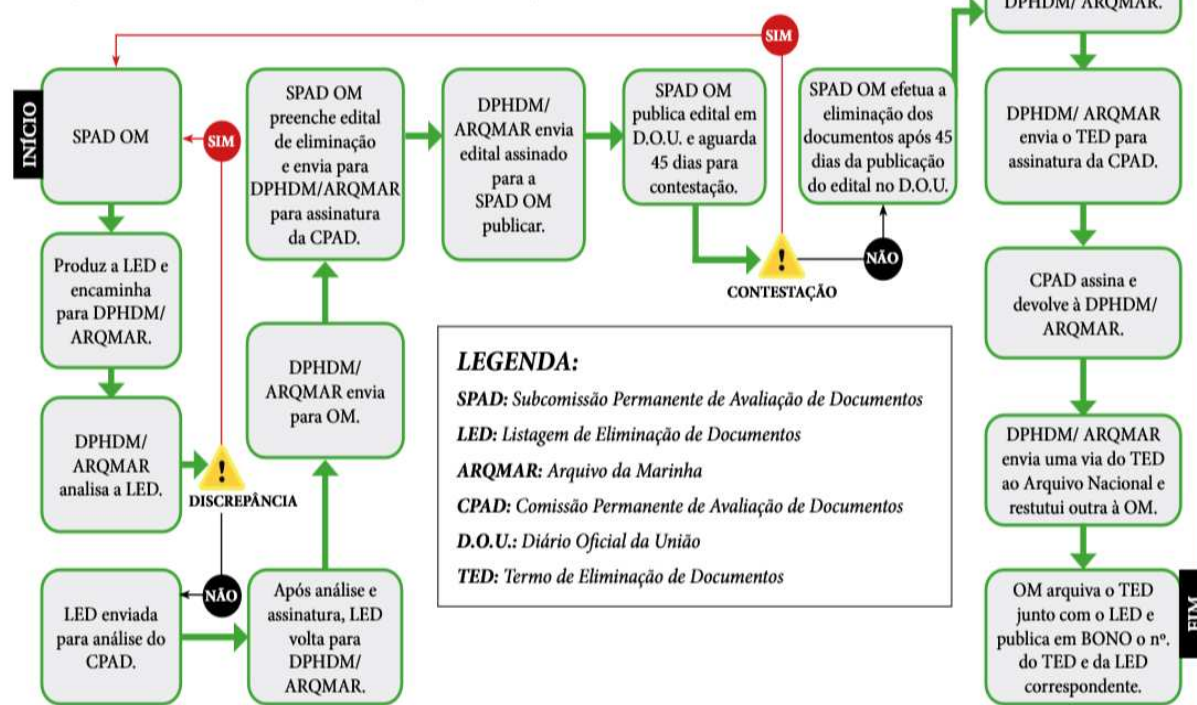 INÍCIO
SPAD OM
SIM
Produz a LED e
encaminha
para DPHDM/
ARQMAR.
DPHDM/
ARQMAR
analisa a LED.
DISCREPÂNCIA
NÃO
LED enviada
para análise do
CPAD.
Após análise e
assinatura, LED
volta para
DPHDM/
ARQMAR.
DPHDM/
ARQMAR envia
para OM.
SPAD OM
preenche edital
de eliminação
e envia para
DPHDM/ARQMAR
para assinatura
da CPAD.
DPHDM/
ARQMAR envia
edital assinado
para a
SPAD OM
publicar.
SPAD OM
publica edital em
D.O.U. e aguarda
45 dias para
contestação.
SIM
CONTESTAÇÃO
NÃO
SPAD OM efetua a
eliminação dos
documentos após 45
dias da publicação
do edital no D.O.U.
DPHDM/ ARQMAR.
DPHDM/ ARQMAR
envia o TED para
assinatura da CPAD.
CPAD assina e
devolve à DPHDM/
ARQMAR.
DPHDM/ ARQMAR
envia uma via do TED
ao Arquivo Nacional e
restutui outra à OM.
OM arquiva o TED
junto com o LED e
publica em BONO o nº.
do TED e da LED
correspondente.
FIM
LEGENDA:
SPAD: Subcomissão Permanente de Avaliação de Documentos
LED: Listagem de Eliminação de Documentos
ARQMAR: Arquivo da Marinha
CPAD: Comissão Permanente de Avaliação de Documentos
D.O.U.: Diário Oficial da União
TED: Termo de Eliminação de Documentos